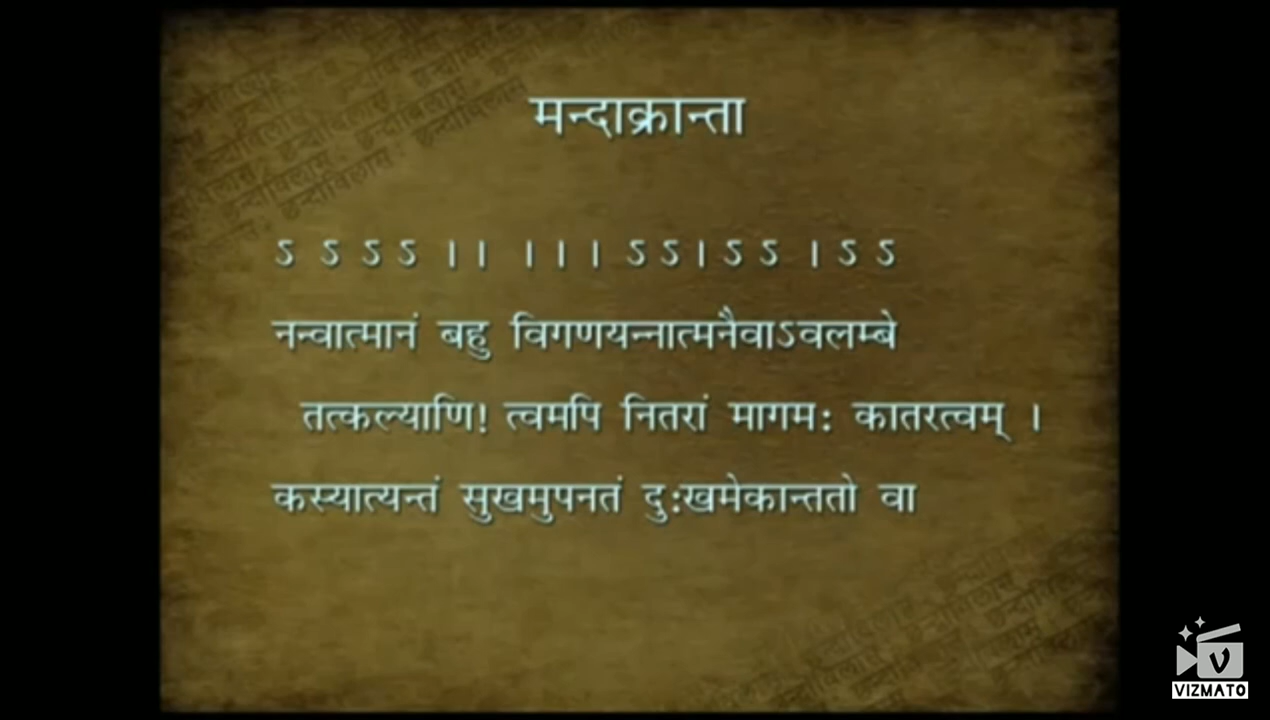 मन्दाक्रान्ता
ऽ ऽ ऽ ऽ । । । । । ऽ ऽ । ऽ ऽ । ऽ ऽ
नन्वात्मानं बहु विगणयन्नात्मनैवाऽवलम्बे
तत्कल्याणि! त्वमपि नितरां मागमः कातरत्वम् ।
कस्यात्यन्तं सुखमुपनतं दुःखमेकान्ततो वा
VIZMATO